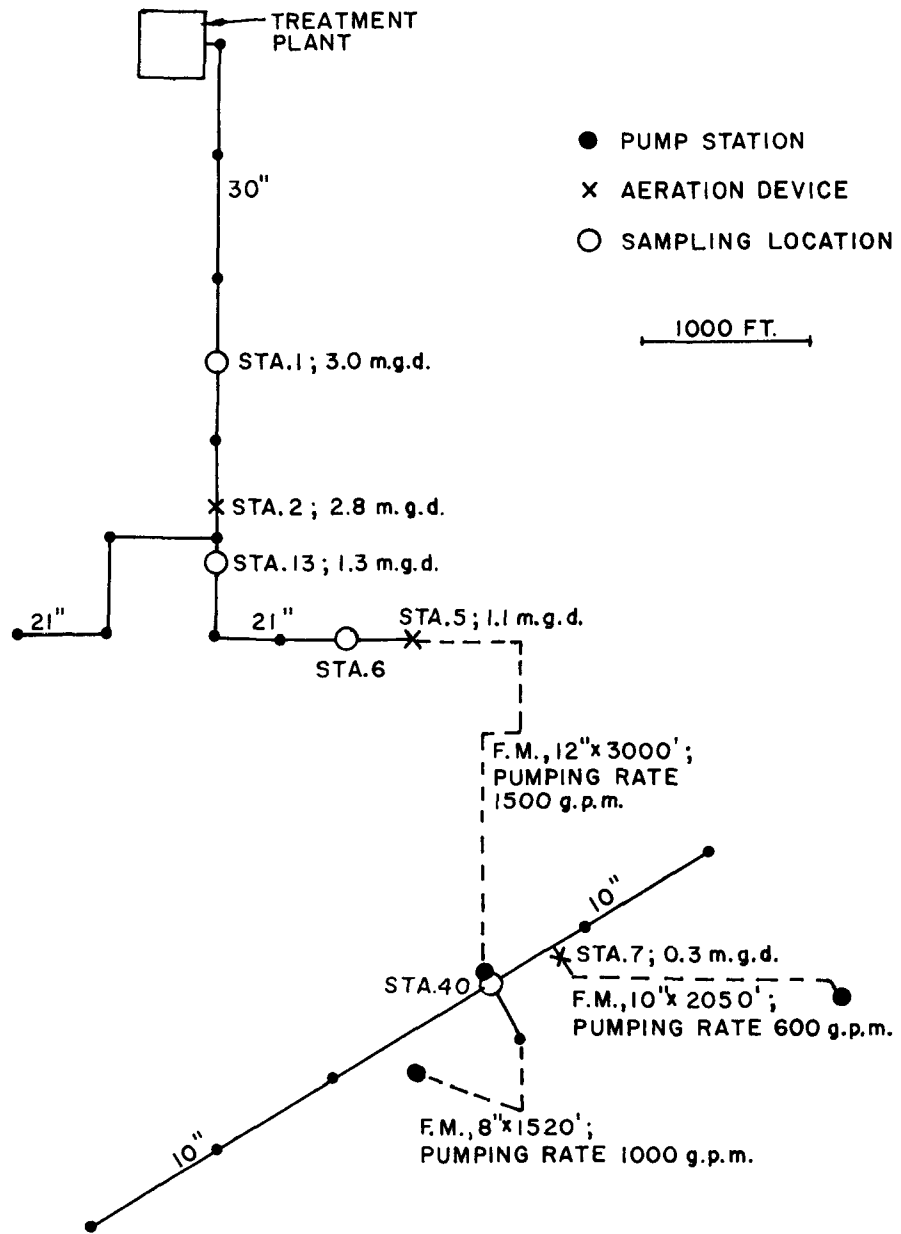 TREATMENT
PLANT
● PUMP STATION
× AERATION DEVICE
○ SAMPLING LOCATION
30"
1000 FT.
STA.1; 3.0 m.g.d.
STA.2; 2.8 m.g.d.
STA.13; 1.3 m.g.d.
21"
21"
STA.5; 1.1 m.g.d.
STA.6
F.M., 12"x 3000';
PUMPING RATE
1500 g.p.m.
10"
STA.7; 0.3 m.g.d.
STA.40
F.M., 10"x 2050';
PUMPING RATE 600 g.p.m.
F.M., 8"x 1520';
PUMPING RATE 1000 g.p.m.
10"